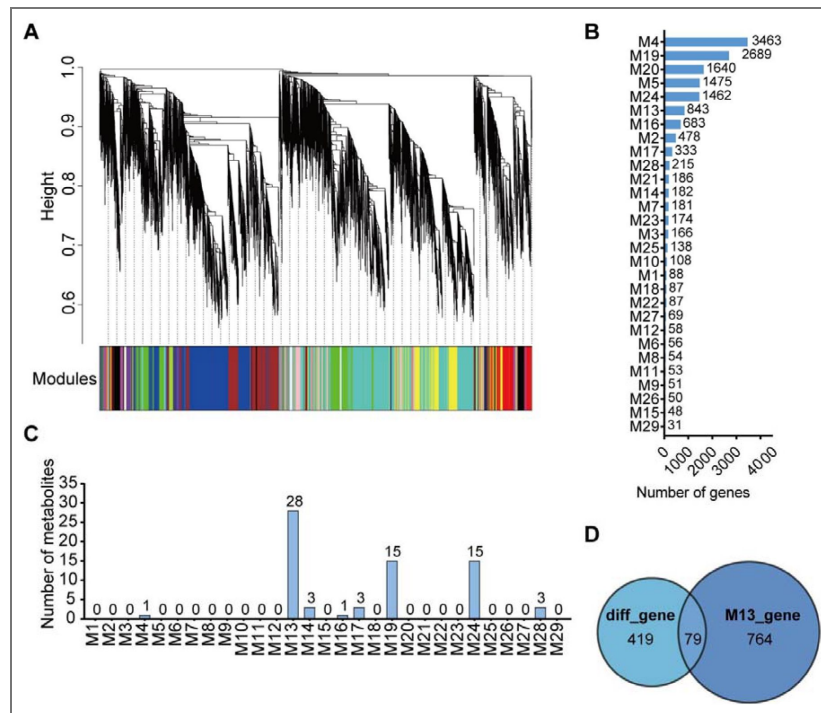 A
Height
1.0
0.9
0.8
0.7
0.6
Modules
B
M4 3463
M19 2689
M20 1640
M5 1475
M24 1462
M13 843
M16 683
M2 478
M17 333
M28 215
M21 186
M14 182
M7 181
M23 174
M3 166
M25 138
M10 108
M1 88
M18 87
M22 87
M27 69
M12 58
M6 56
M8 54
M11 53
M9 51
M26 50
M15 48
M29 31
0 1000 2000 3000 4000
Number of genes
C
Number of metabolites
35
30
25
20
15
10
5
0
0 0 0 1 0 0 0 0 0 0 0 0 28 3 0 1 3 0 15 0 0 0 0 15 0 0 0 3 0
M1 M2 M3 M4 M5 M6 M7 M8 M9 M10 M11 M12 M13 M14 M15 M16 M17 M18 M19 M20 M21 M22 M23 M24 M25 M26 M27 M28 M29
D
diff_gene
419
79
M13_gene
764